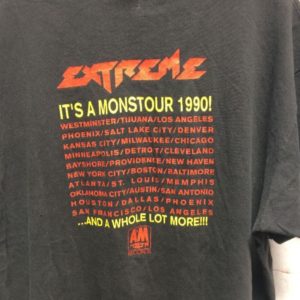 EXTREME
IT'S A MONSTOUR 1990!
WESTMINSTER/TIJUANA/LOS ANGELES
PHOENIX/SALT LAKE CITY/DENVER
KANSAS CITY/MILWAUKEE/CHICAGO
MINNEAPOLIS/DETROIT/CLEVELAND
BAYSHORE/PROVIDENCE/NEW HAVEN
NEW YORK CITY/BOSTON/BALTIMORE
ATLANTA/ST. LOUIS/MEMPHIS
OKLAHOMA CITY/AUSTIN/SAN ANTONIO
HOUSTON/DALLAS/PHOENIX
SAN FRANCISCO/LOS ANGELES
...AND A WHOLE LOT MORE!!!
A&M
RECORDS